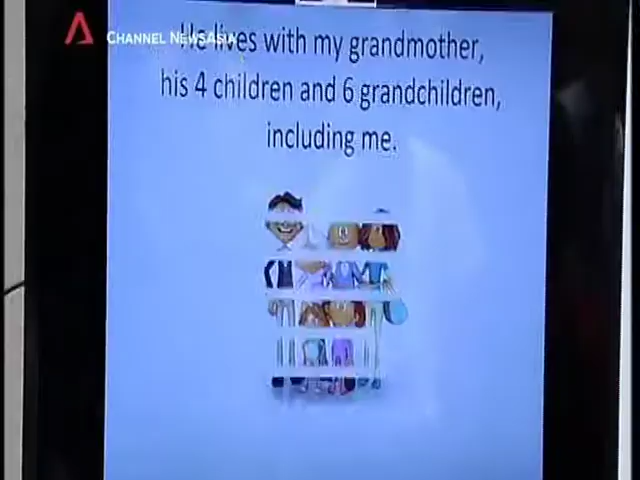 CHANNEL NEWSASIA
He lives with my grandmother,
his 4 children and 6 grandchildren,
including me.